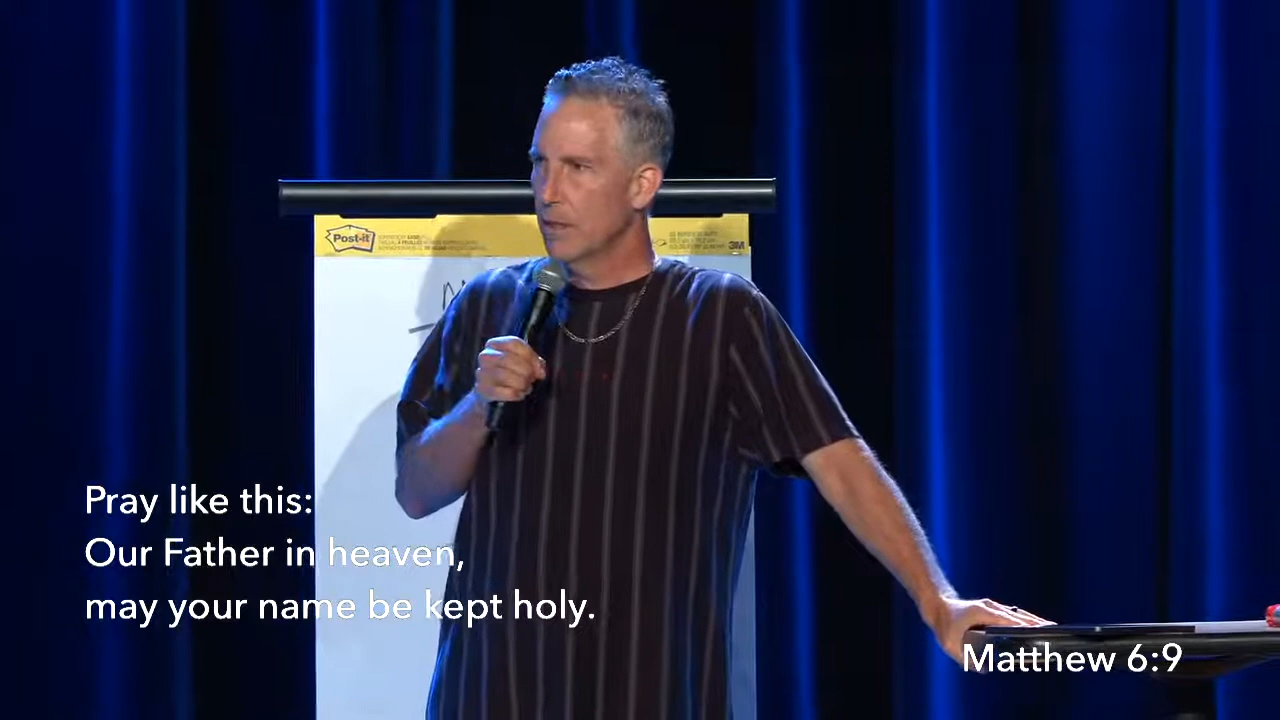 Post-it
3M
Pray like this:
Our Father in heaven,
may your name be kept holy.
Matthew 6:9